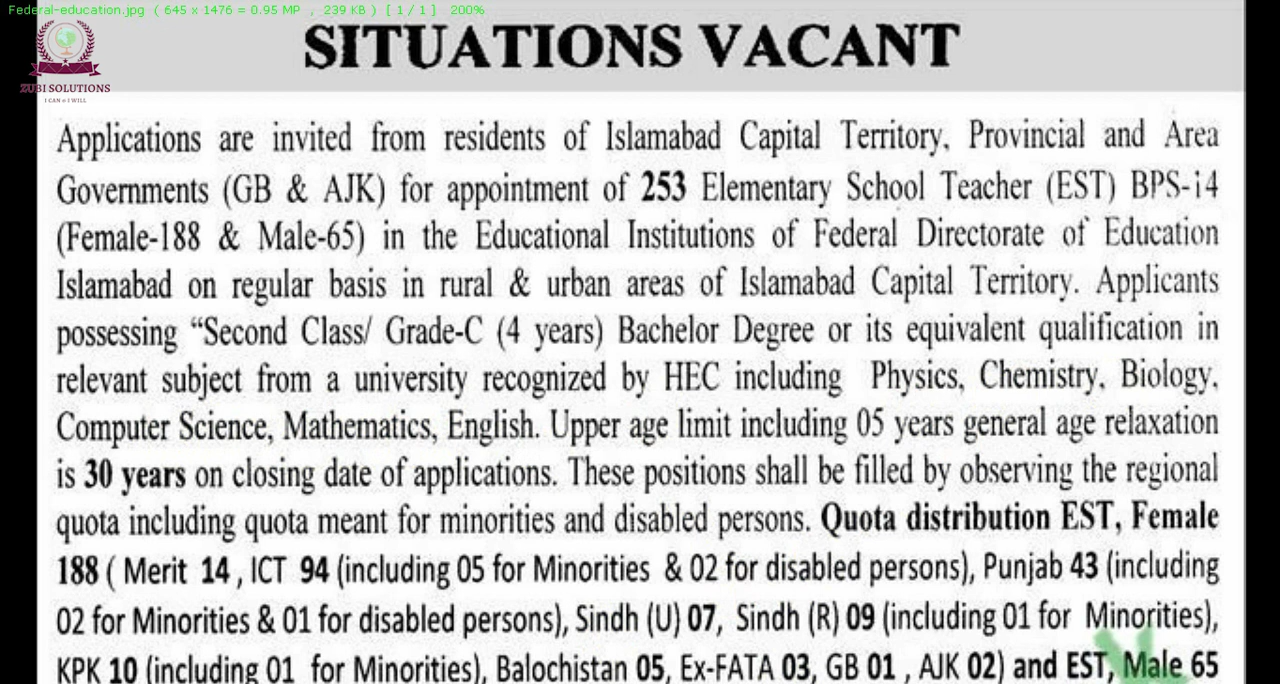 Federal-education.jpg ( 645 x 1476 = 0.95 MP , 239 KB ) [ 1 / 1 ] 200%
ZUBI SOLUTIONS
I CAN & I WILL
SITUATIONS VACANT
Applications are invited from residents of Islamabad Capital Territory, Provincial and Area
Governments (GB & AJK) for appointment of 253 Elementary School Teacher (EST) BPS-14
(Female-188 & Male-65) in the Educational Institutions of Federal Directorate of Education
Islamabad on regular basis in rural & urban areas of Islamabad Capital Territory. Applicants
possessing “Second Class/ Grade-C (4 years) Bachelor Degree or its equivalent qualification in
relevant subject from a university recognized by HEC including Physics, Chemistry, Biology,
Computer Science, Mathematics, English. Upper age limit including 05 years general age relaxation
is 30 years on closing date of applications. These positions shall be filled by observing the regional
quota including quota meant for minorities and disabled persons. Quota distribution EST, Female
188 ( Merit 14 , ICT 94 (including 05 for Minorities & 02 for disabled persons), Punjab 43 (including
02 for Minorities & 01 for disabled persons), Sindh (U) 07, Sindh (R) 09 (including 01 for Minorities),
KPK 10 (including 01 for Minorities), Balochistan 05, Ex-FATA 03, GB 01 , AJK 02) and EST, Male 65